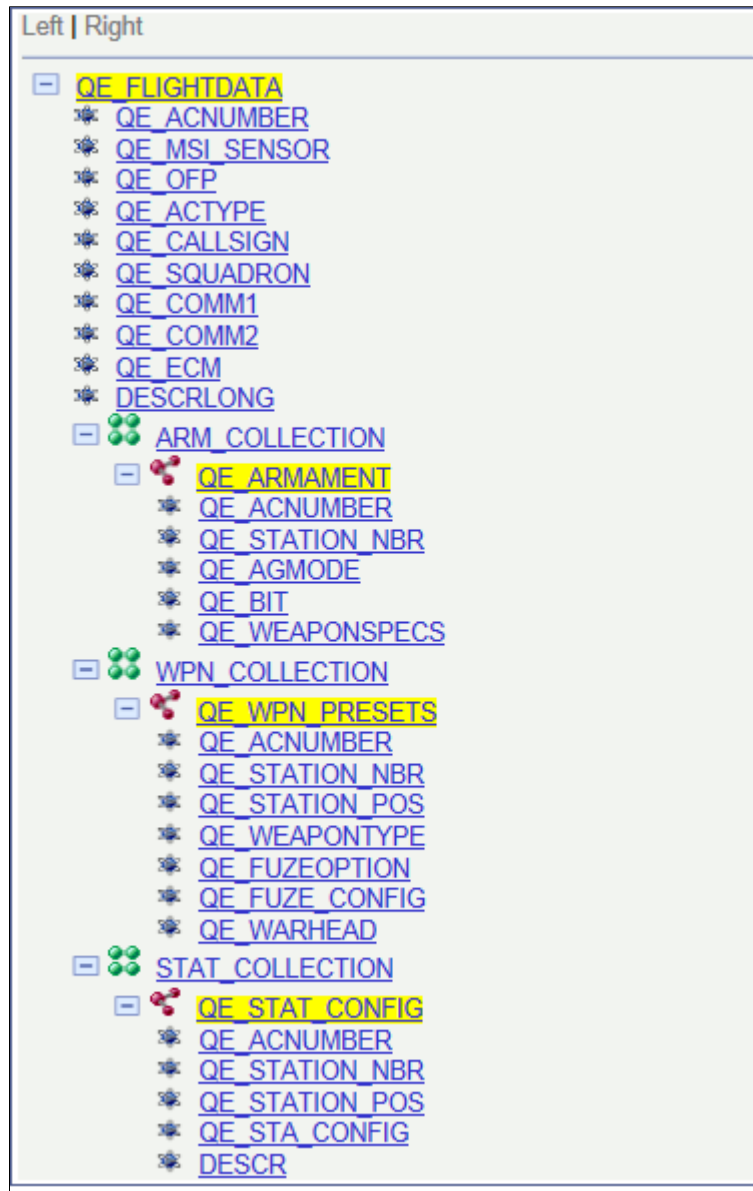 Left | Right
QE_FLIGHTDATA
QE_ACNUMBER
QE_MSI_SENSOR
QE_OFP
QE_ACTYPE
QE_CALLSIGN
QE_SQUADRON
QE_COMM1
QE_COMM2
QE_ECM
DESCRLONG
ARM_COLLECTION
QE_ARMAMENT
QE_ACNUMBER
QE_STATION_NBR
QE_AGMODE
QE_BIT
QE_WEAPONSPECS
WPN_COLLECTION
QE_WPN_PRESETS
QE_ACNUMBER
QE_STATION_NBR
QE_STATION_POS
QE_WEAPONTYPE
QE_FUZEOPTION
QE_FUZE_CONFIG
QE_WARHEAD
STAT_COLLECTION
QE_STAT_CONFIG
QE_ACNUMBER
QE_STATION_NBR
QE_STATION_POS
QE_STA_CONFIG
DESCR